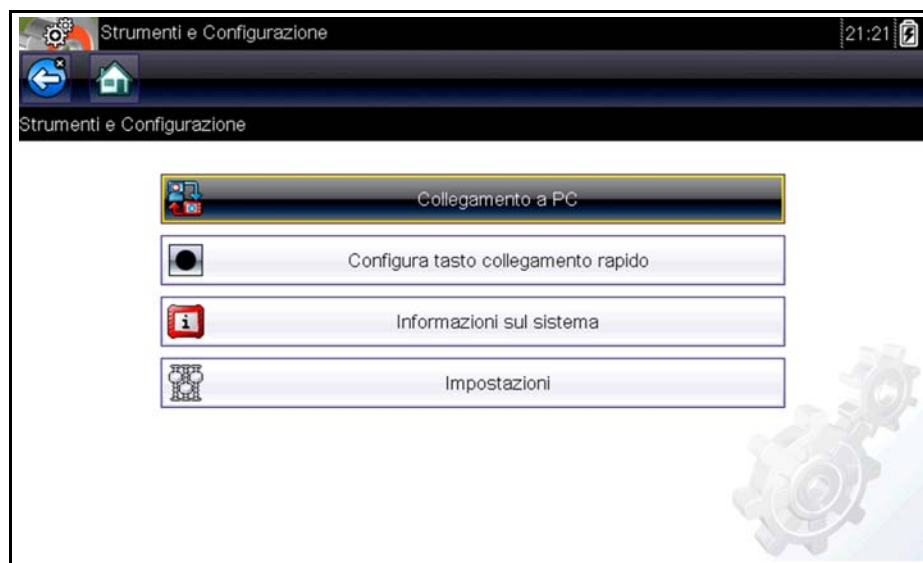 Strumenti e Configurazione 21:21
Strumenti e Configurazione
Collegamento a PC
Configura tasto collegamento rapido
Informazioni sul sistema
Impostazioni